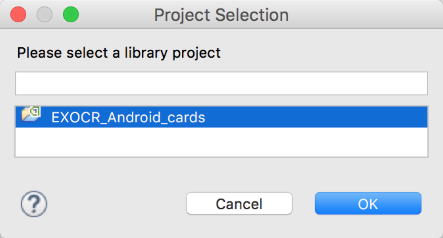 Project Selection
Please select a library project
EXOCR_Android_cards
?
Cancel
OK